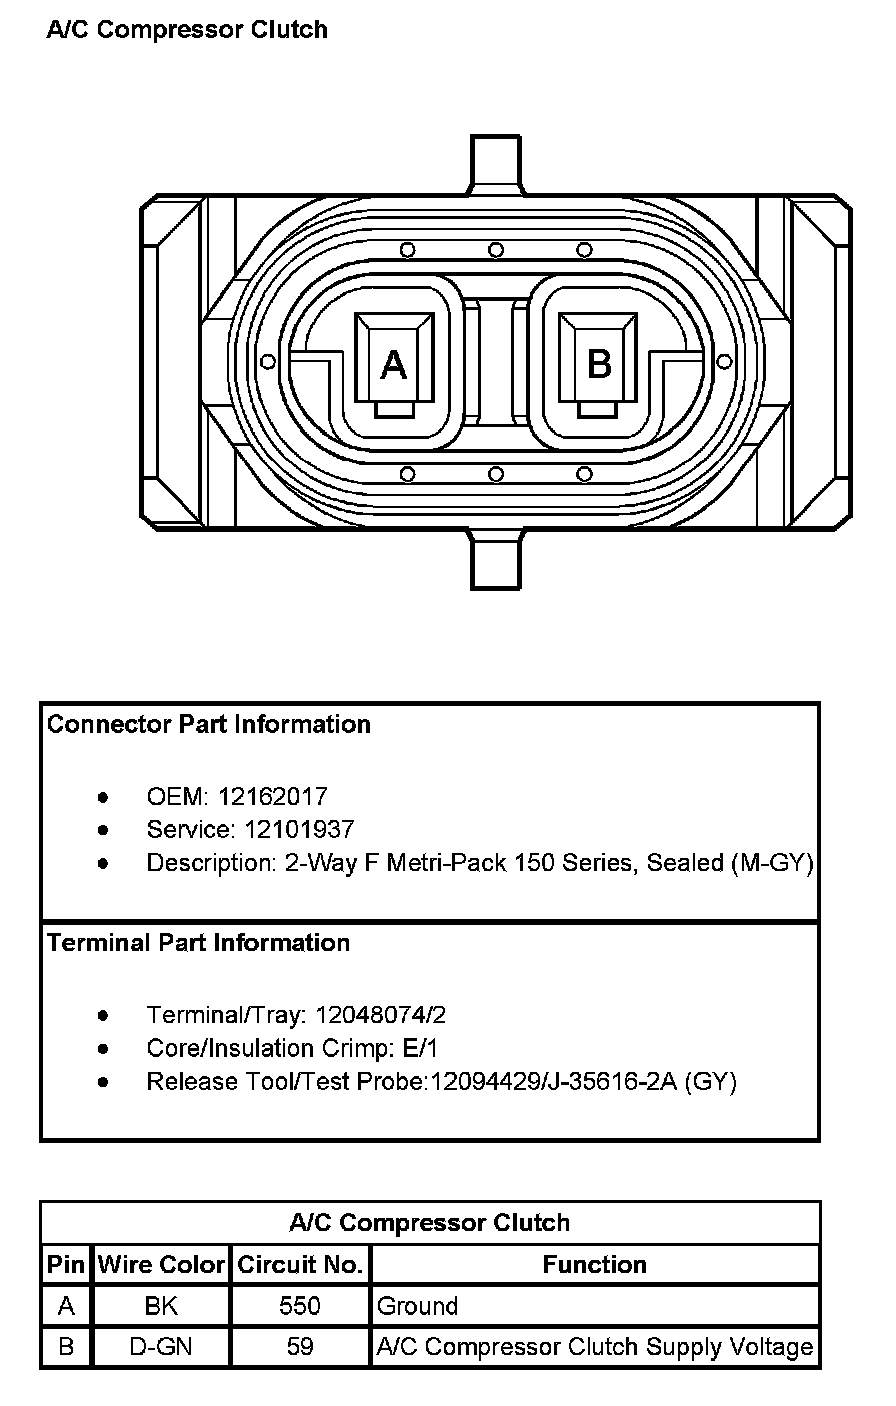 A/C Compressor Clutch
A B
Connector Part Information
• OEM: 12162017
• Service: 12101937
• Description: 2-Way F Metri-Pack 150 Series, Sealed (M-GY)
Terminal Part Information
• Terminal/Tray: 12048074/2
• Core/Insulation Crimp: E/1
• Release Tool/Test Probe:12094429/J-35616-2A (GY)
A/C Compressor Clutch
Pin Wire Color Circuit No. Function
A BK 550 Ground
B D-GN 59 A/C Compressor Clutch Supply Voltage